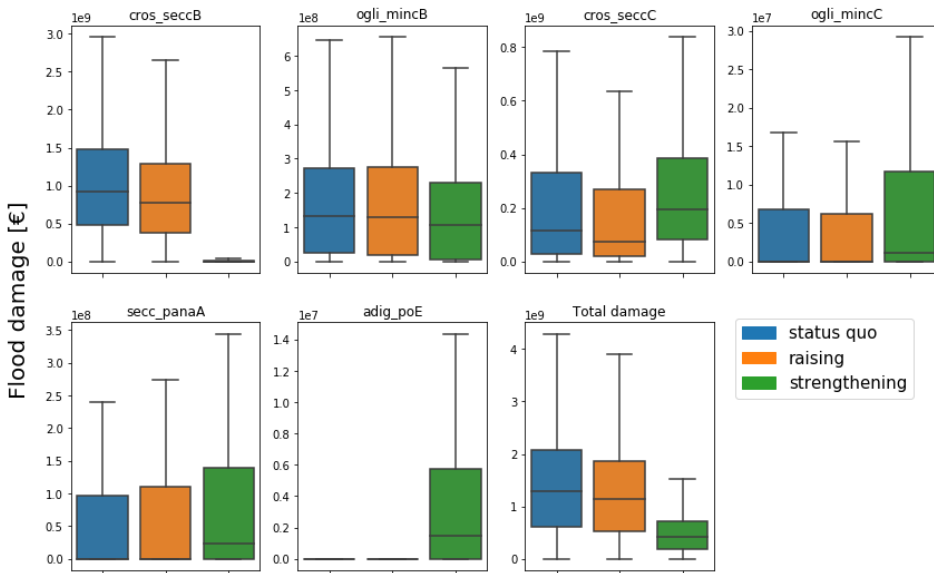 cros_seccB
ogli_mincB
cros_seccC
ogli_mincC
1e9
1e8
1e9
1e7
3.0
2.5
2.0
1.5
1.0
0.5
0.0
6
5
4
3
2
1
0
0.8
0.6
0.4
0.2
0.0
3.0
2.5
2.0
1.5
1.0
0.5
0.0
Flood damage [€]
secc_panaA
adig_poE
Total damage
1e8
1e7
1e9
3.5
3.0
2.5
2.0
1.5
1.0
0.5
0.0
1.4
1.2
1.0
0.8
0.6
0.4
0.2
0.0
4
3
2
1
0
status quo
raising
strengthening